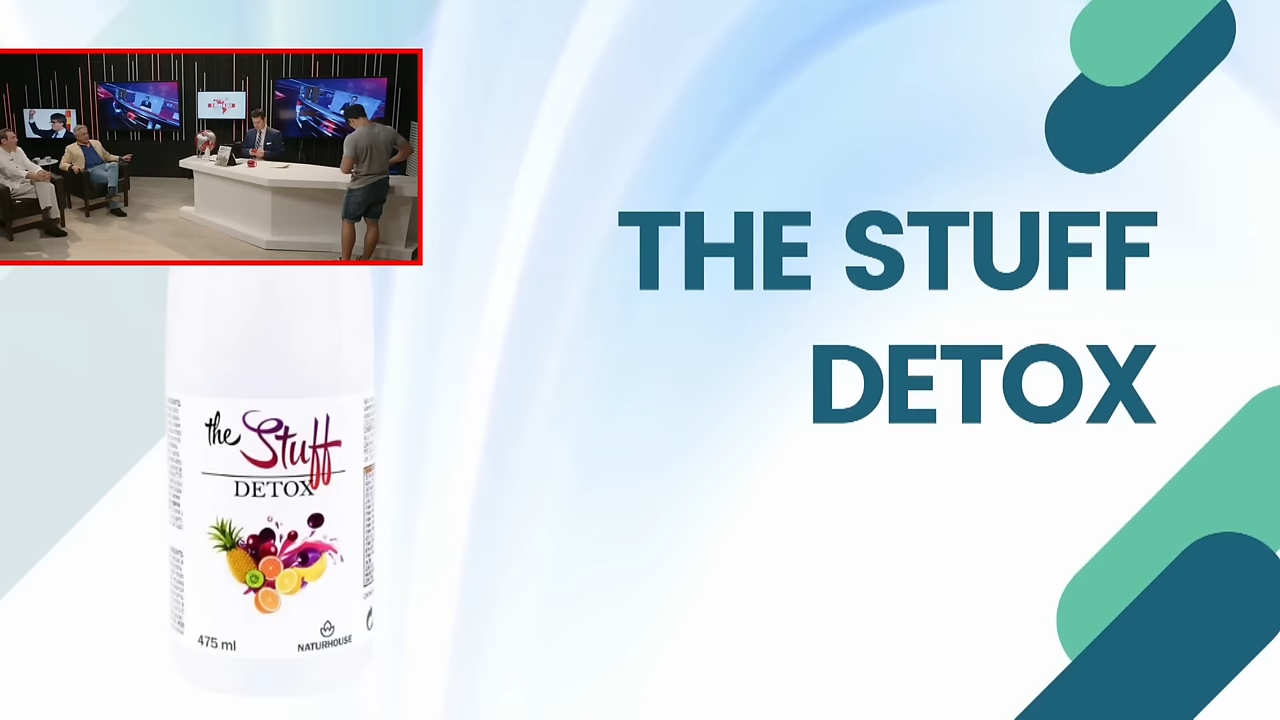 THE STUFF
DETOX
the Stuff
DETOX
475 ml
NATURHOUSE